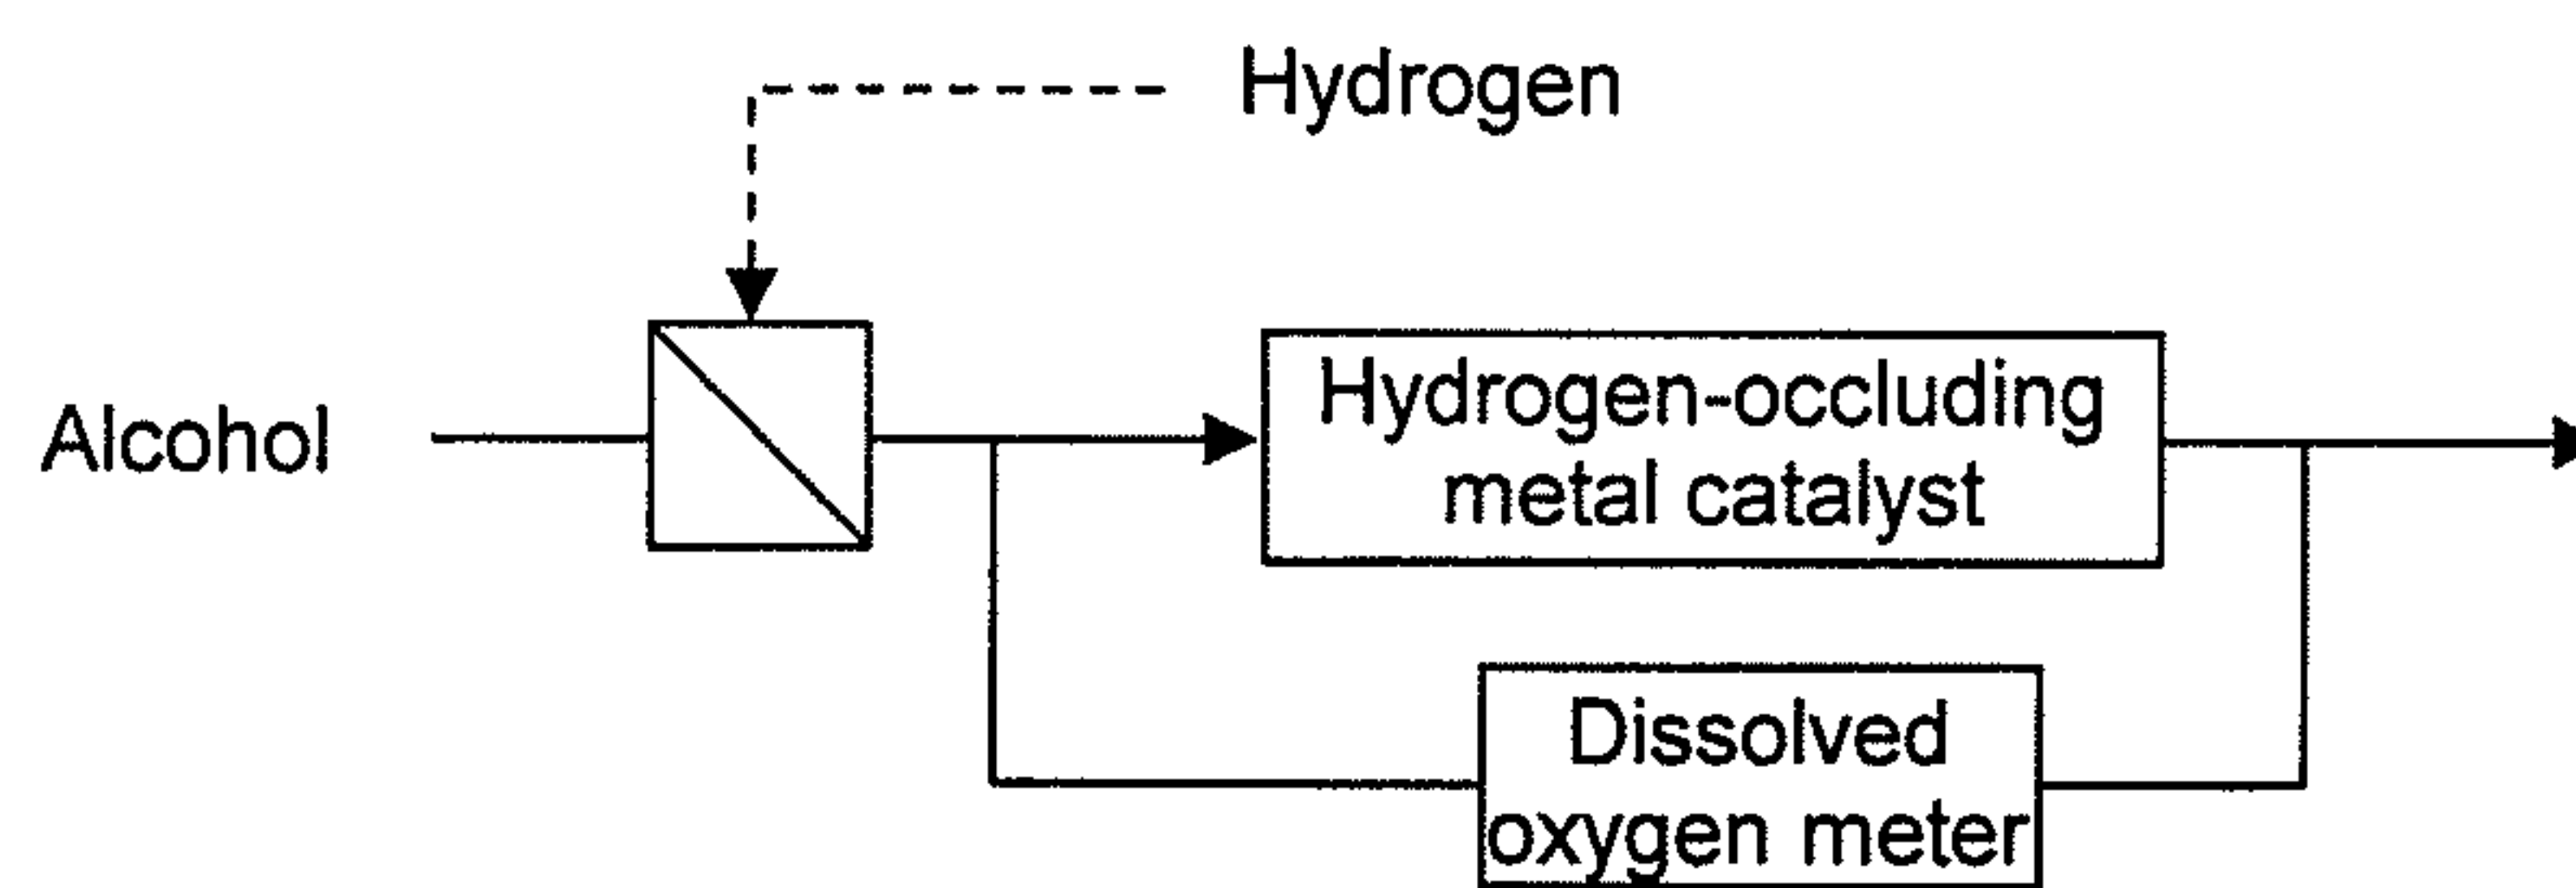 Hydrogen
Alcohol
Hydrogen-occluding
metal catalyst
Dissolved
oxygen meter